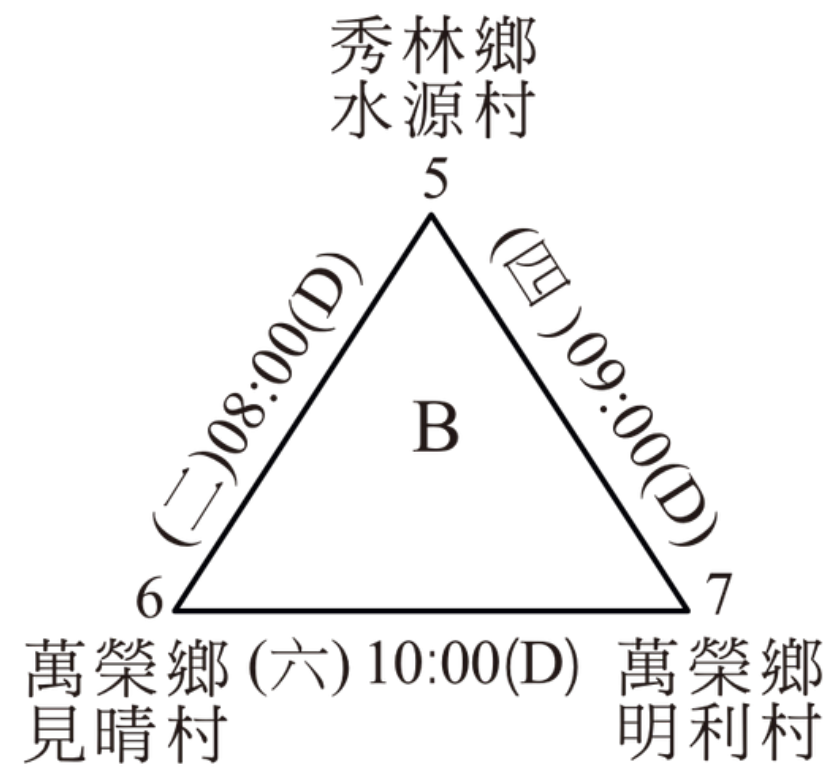 秀林鄉
水源村
5
(二)08:00(D)
(四)09:00(D)
B
6
7
萬榮鄉
見晴村
(六) 10:00(D)
萬榮鄉
明利村